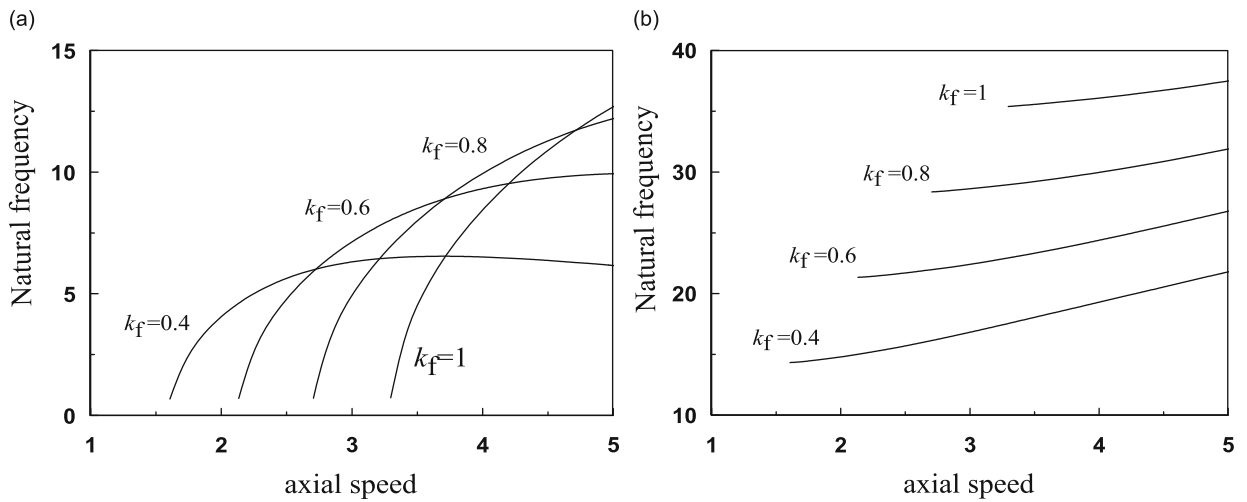 (a)
15
10
5
0
Natural frequency
kf=0.8
kf=0.6
kf=0.4
kf=1
1 2 3 4 5
axial speed
(b)
40
30
20
10
Natural frequency
kf=1
kf=0.8
kf=0.6
kf=0.4
1 2 3 4 5
axial speed